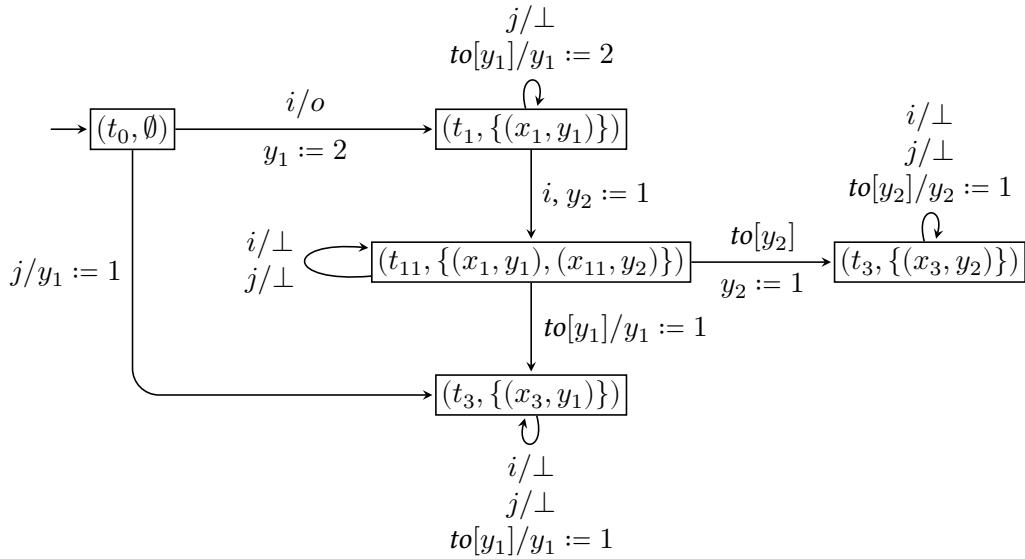 j/⊥
to[y₁]/y₁ := 2
i/o
(t₀, ∅)
(t₁, {(x₁, y₁)})
y₁ := 2
i/⊥
j/⊥
to[y₂]/y₂ := 1
i, y₂ := 1
i/⊥
j/⊥
to[y₂]
j/y₁ := 1
(t₁₁, {(x₁, y₁), (x₁₁, y₂)})
(t₃, {(x₃, y₂)})
y₂ := 1
to[y₁]/y₁ := 1
(t₃, {(x₃, y₁)})
i/⊥
j/⊥
to[y₁]/y₁ := 1